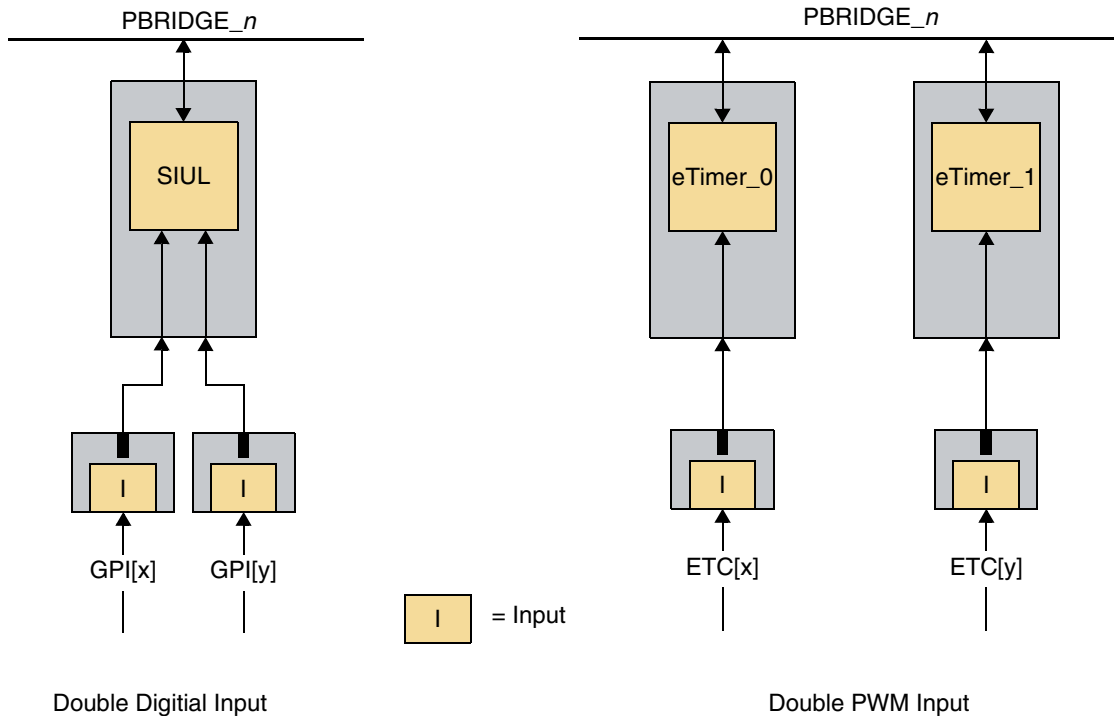 PBRIDGE_n
SIUL
I
I
GPI[x]
GPI[y]
Double Digitial Input
I
= Input
PBRIDGE_n
eTimer_0
eTimer_1
I
I
ETC[x]
ETC[y]
Double PWM Input